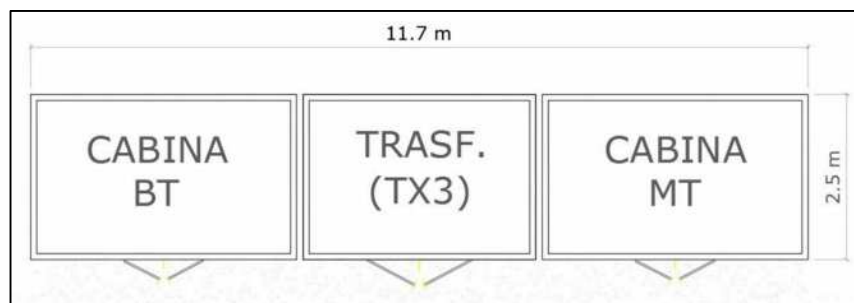 11.7 m
CABINA
BT
TRASF.
(TX3)
CABINA
MT
2.5 m